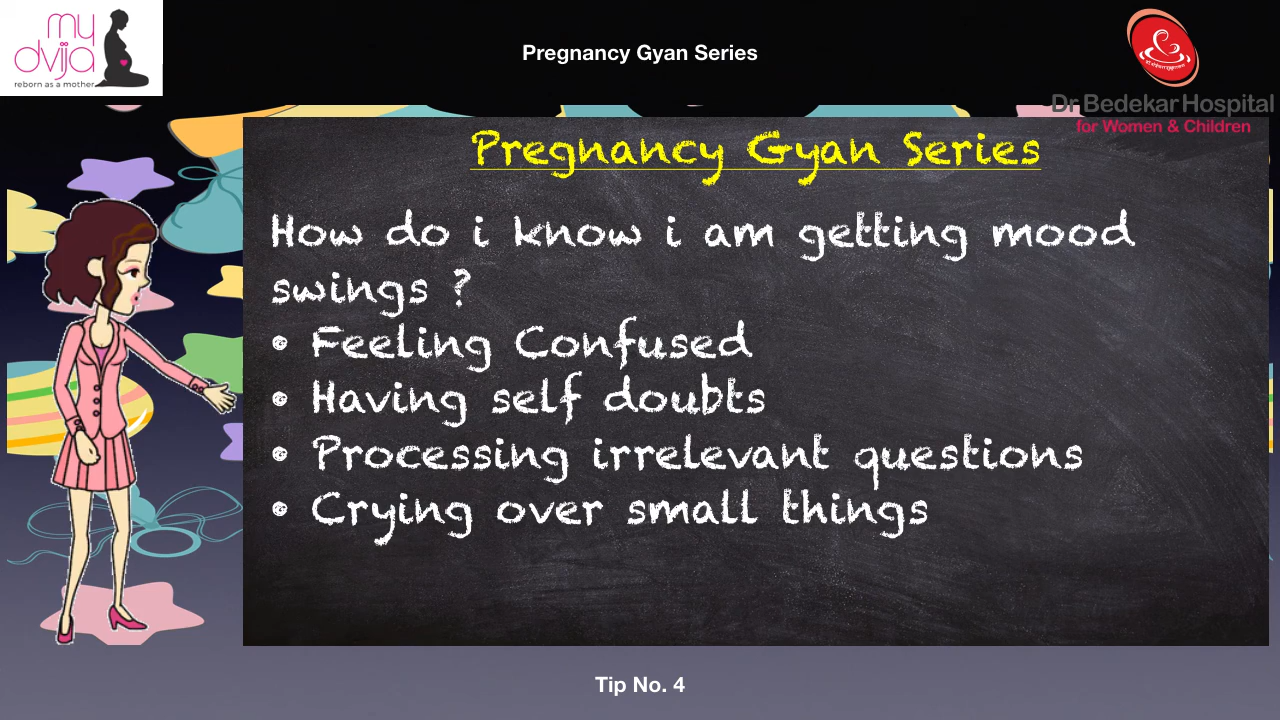 my
dvija
reborn as a mother
Pregnancy Gyan Series
Dr Bedekar Hospital
for Women & Children
Pregnancy Gyan Series
How do i know i am getting mood
swings ?
• Feeling Confused
• Having self doubts
• Processing irrelevant questions
• Crying over small things
Tip No. 4